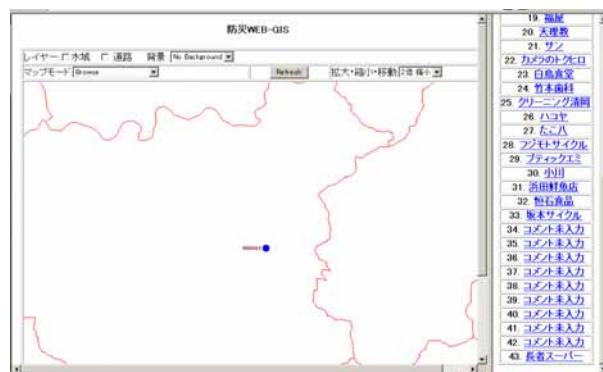 防災WEB-GIS
レイヤー: 水域 道路 背景 No Background
マップモード Browse Refresh 拡大・縮小・移動 2倍 縮小
19. 福屋
20. 天理教
21. サン
22. カメラのトクヒロ
23. 白鳥食堂
24. 竹本歯科
25. クリーニング清岡
26. ハコヤ
27. たこ八
28. フジモトサイクル
29. ブティックエミ
30. 小川
31. 浜田鮮魚店
32. 恒石食品
33. 坂本サイクル
34. コメント未入力
35. コメント未入力
36. コメント未入力
37. コメント未入力
38. コメント未入力
39. コメント未入力
40. コメント未入力
41. コメント未入力
42. コメント未入力
43. 長者スーパー